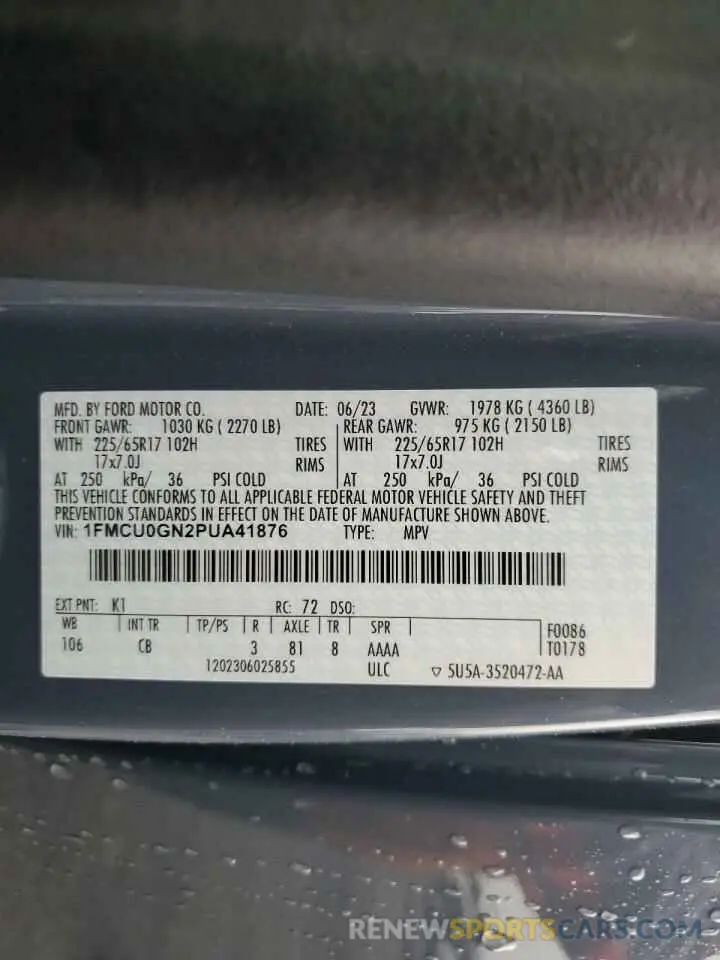 MFD. BY FORD MOTOR CO. DATE: 06/23 GVWR: 1978 KG ( 4360 LB)
FRONT GAWR: 1030 KG ( 2270 LB) REAR GAWR: 975 KG ( 2150 LB)
WITH 225/65R17 102H TIRES WITH 225/65R17 102H TIRES
17x7.0J RIMS 17x7.0J RIMS
AT 250 kPa/ 36 PSI COLD AT 250 kPa/ 36 PSI COLD
THIS VEHICLE CONFORMS TO ALL APPLICABLE FEDERAL MOTOR VEHICLE SAFETY AND THEFT
PREVENTION STANDARDS IN EFFECT ON THE DATE OF MANUFACTURE SHOWN ABOVE.
VIN: 1FMCU0GN2PUA41876 TYPE: MPV
EXT PNT: K1 RC: 72 DSO:
WB INT TR TP/PS R AXLE TR SPR F0086
106 CB 3 81 8 AAAA T0178
1202306025855 ULC ▽ 5U5A-3520472-AA
RENEWSPORTSCARS.COM